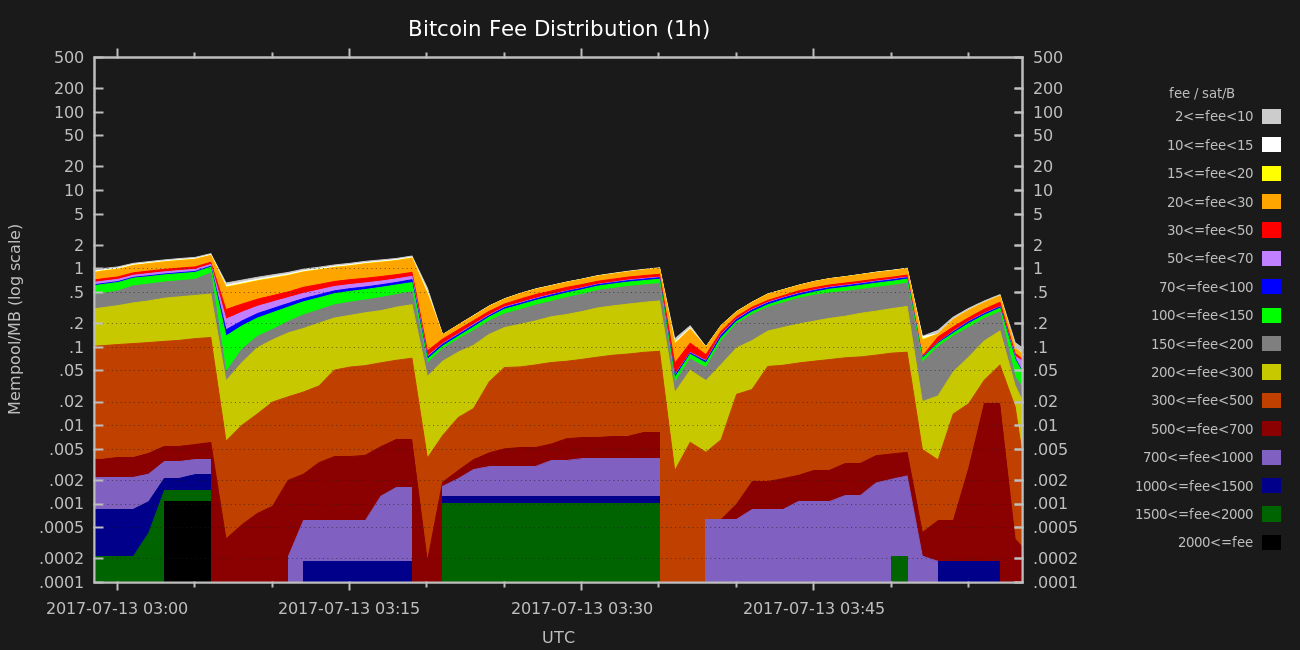 Bitcoin Fee Distribution (1h)
500 500
200 200
100 100
50 50
20 20
10 10
5 5
2 2
1 1
.5 .5
.2 .2
.1 .1
.05 .05
.02 .02
.01 .01
.005 .005
.002 .002
.001 .001
.0005 .0005
.0002 .0002
.0001 .0001
Mempool/MB (log scale)
2017-07-13 03:00 2017-07-13 03:15 2017-07-13 03:30 2017-07-13 03:45
UTC
fee / sat/B
2<=fee<10
10<=fee<15
15<=fee<20
20<=fee<30
30<=fee<50
50<=fee<70
70<=fee<100
100<=fee<150
150<=fee<200
200<=fee<300
300<=fee<500
500<=fee<700
700<=fee<1000
1000<=fee<1500
1500<=fee<2000
2000<=fee